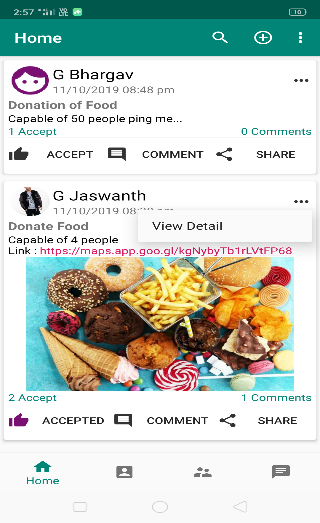 2:57
Home
G Bhargav
11/10/2019 08:48 pm
Donation of Food
Capable of 50 people ping me...
1 Accept 0 Comments
ACCEPT COMMENT SHARE
G Jaswanth
11/10/2019 08:
View Detail
Donate Food
Capable of 4 people
Link : https://maps.app.goo.gl/kgNybyTb1rLVtFP68
2 Accept 1 Comments
ACCEPTED COMMENT SHARE
Home